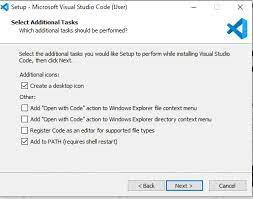 Setup - Microsoft Visual Studio Code (User)
Select Additional Tasks
Which additional tasks should be performed?
Select the additional tasks you would like Setup to perform while installing Visual Studio
Code, then click Next.
Additional icons:
Create a desktop icon
Other:
Add "Open with Code" action to Windows Explorer file context menu
Add "Open with Code" action to Windows Explorer directory context menu
Register Code as an editor for supported file types
Add to PATH (requires shell restart)
< Back
Next >
Cancel